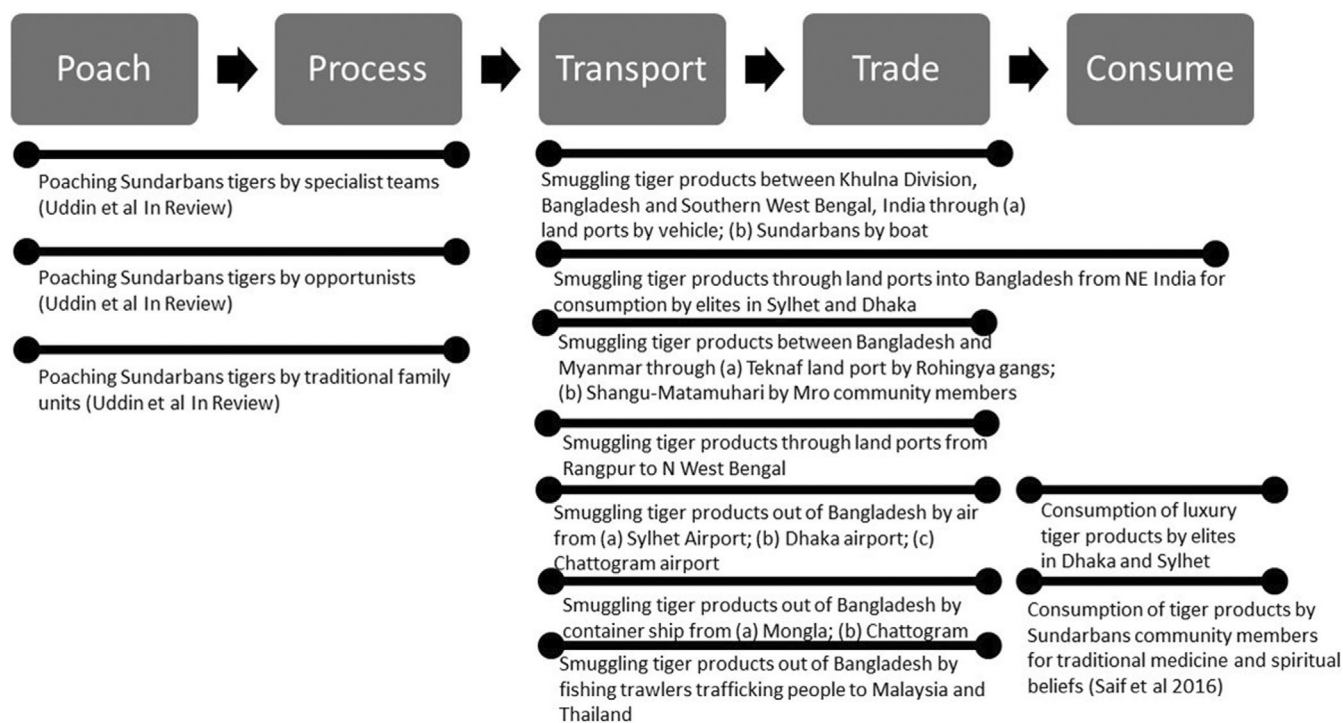 Poach
Process
Transport
Trade
Consume
Poaching Sundarbans tigers by specialist teams
(Uddin et al In Review)
Poaching Sundarbans tigers by opportunists
(Uddin et al In Review)
Poaching Sundarbans tigers by traditional family
units (Uddin et al In Review)
Smuggling tiger products between Khulna Division,
Bangladesh and Southern West Bengal, India through (a)
land ports by vehicle; (b) Sundarbans by boat
Smuggling tiger products through land ports into Bangladesh from NE India for
consumption by elites in Sylhet and Dhaka
Smuggling tiger products between Bangladesh and
Myanmar through (a) Teknaf land port by Rohingya gangs;
(b) Shangu-Matamuhari by Mro community members
Smuggling tiger products through land ports from
Rangpur to N West Bengal
Smuggling tiger products out of Bangladesh by air
from (a) Sylhet Airport; (b) Dhaka airport; (c)
Chattogram airport
Smuggling tiger products out of Bangladesh by
container ship from (a) Mongla; (b) Chattogram
Smuggling tiger products out of Bangladesh by
fishing trawlers trafficking people to Malaysia and
Thailand
Consumption of luxury
tiger products by elites
in Dhaka and Sylhet
Consumption of tiger products by
Sundarbans community members
for traditional medicine and spiritual
beliefs (Saif et al 2016)